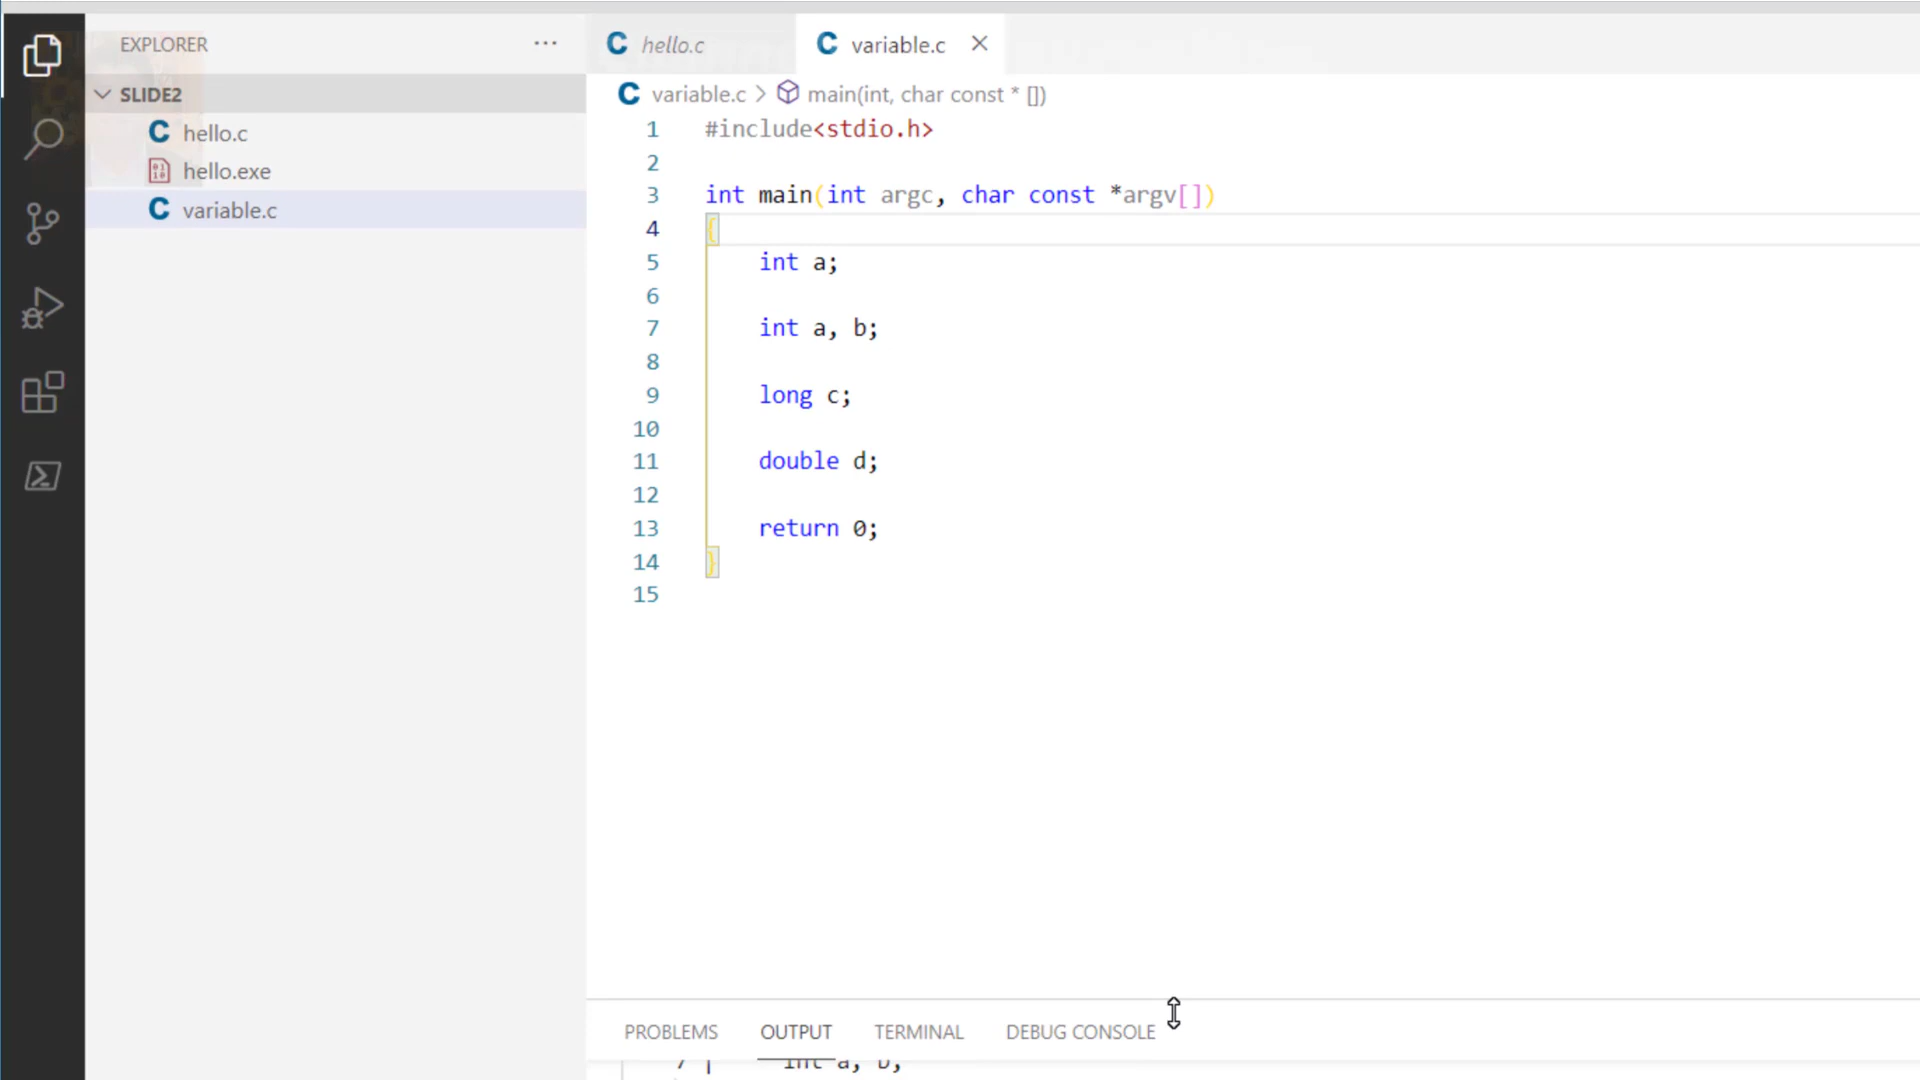 EXPLORER
SLIDE2
hello.c
hello.exe
variable.c
hello.c
variable.c
variable.c > main(int, char const * [])
1 #include<stdio.h>
2
3 int main(int argc, char const *argv[])
4 {
5 int a;
6
7 int a, b;
8
9 long c;
10
11 double d;
12
13 return 0;
14 }
15
PROBLEMS OUTPUT TERMINAL DEBUG CONSOLE
7 | int a, b;